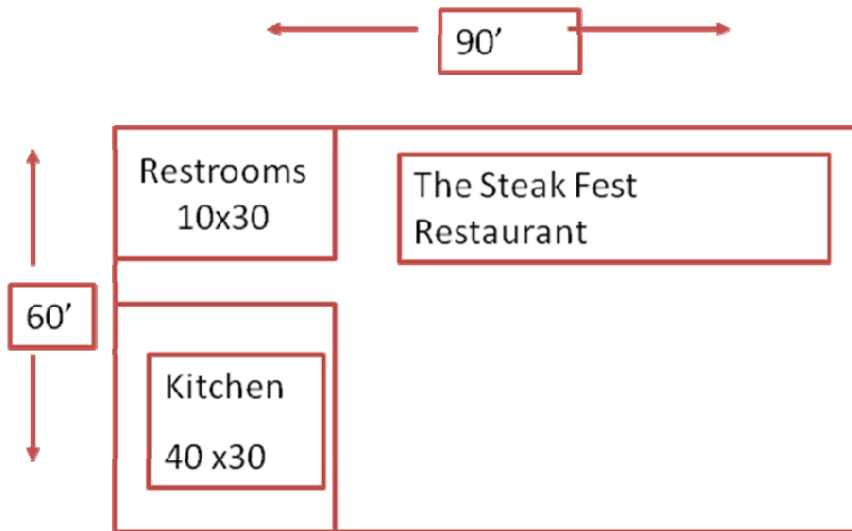 90’
Restrooms
10x30
The Steak Fest
Restaurant
60’
Kitchen
40 x30